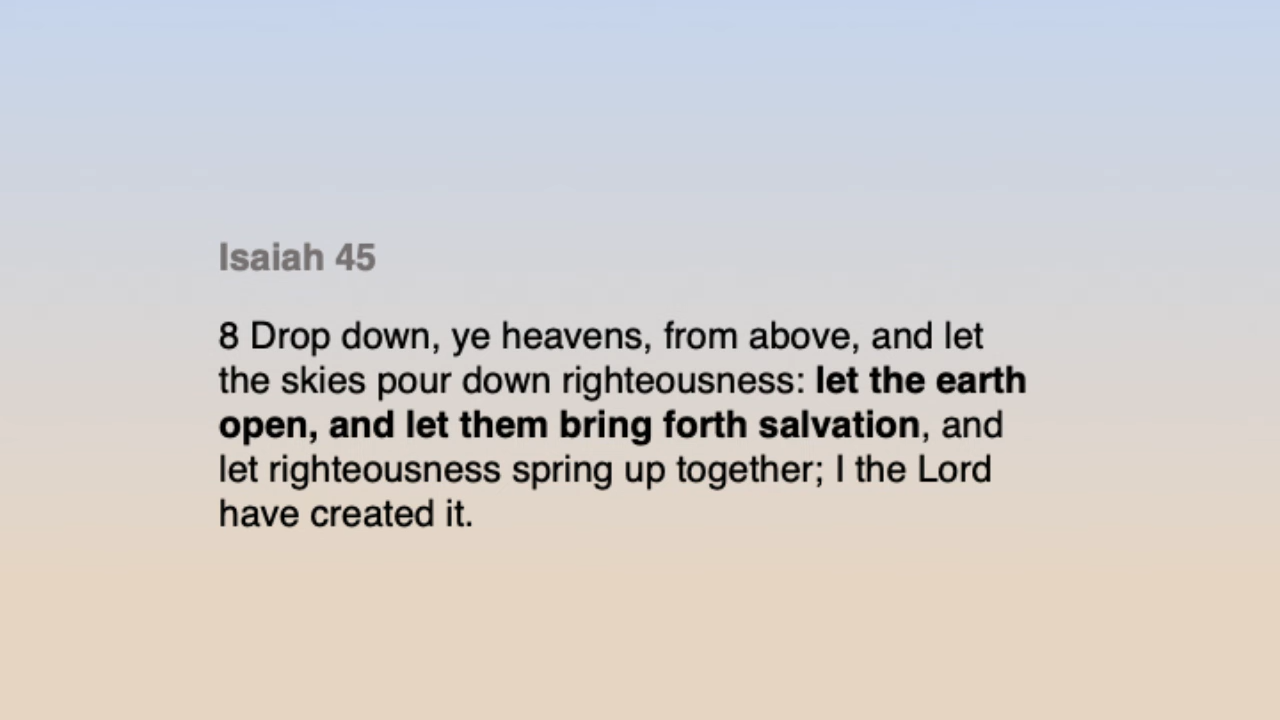 Isaiah 45
8 Drop down, ye heavens, from above, and let
the skies pour down righteousness: let the earth
open, and let them bring forth salvation, and
let righteousness spring up together; I the Lord
have created it.